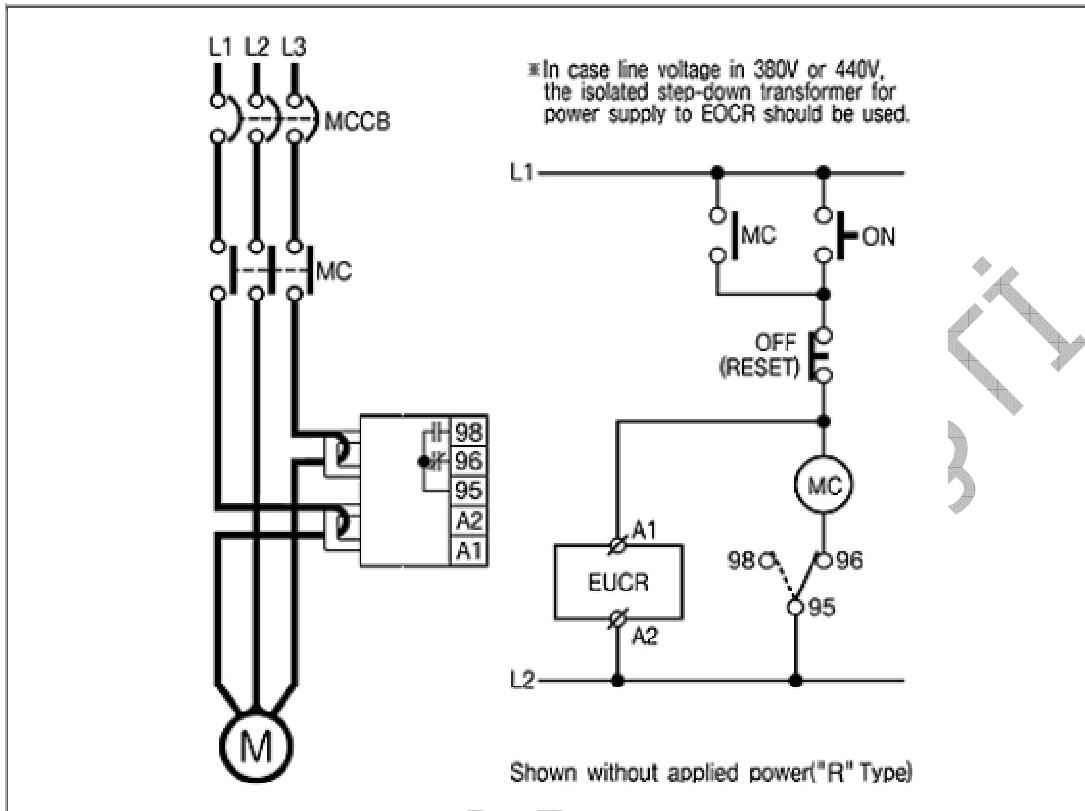 L1 L2 L3
MCCB
MC
98
96
95
A2
A1
M
※In case line voltage in 380V or 440V,
the isolated step-down transformer for
power supply to EOCR should be used.
L1
MC
ON
OFF
(RESET)
MC
A1
EUCR
A2
98
96
95
L2
Shown without applied power("R" Type)